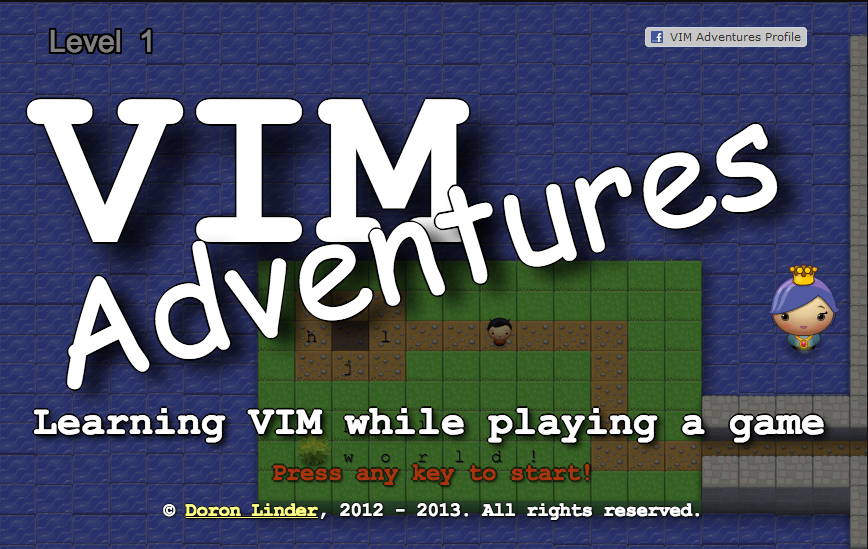 Level 1
VIM Adventures Profile
VIM
Adventures
h l
j
Learning VIM while playing a game
w o r l d !
Press any key to start!
© Doron Linder, 2012 - 2013. All rights reserved.